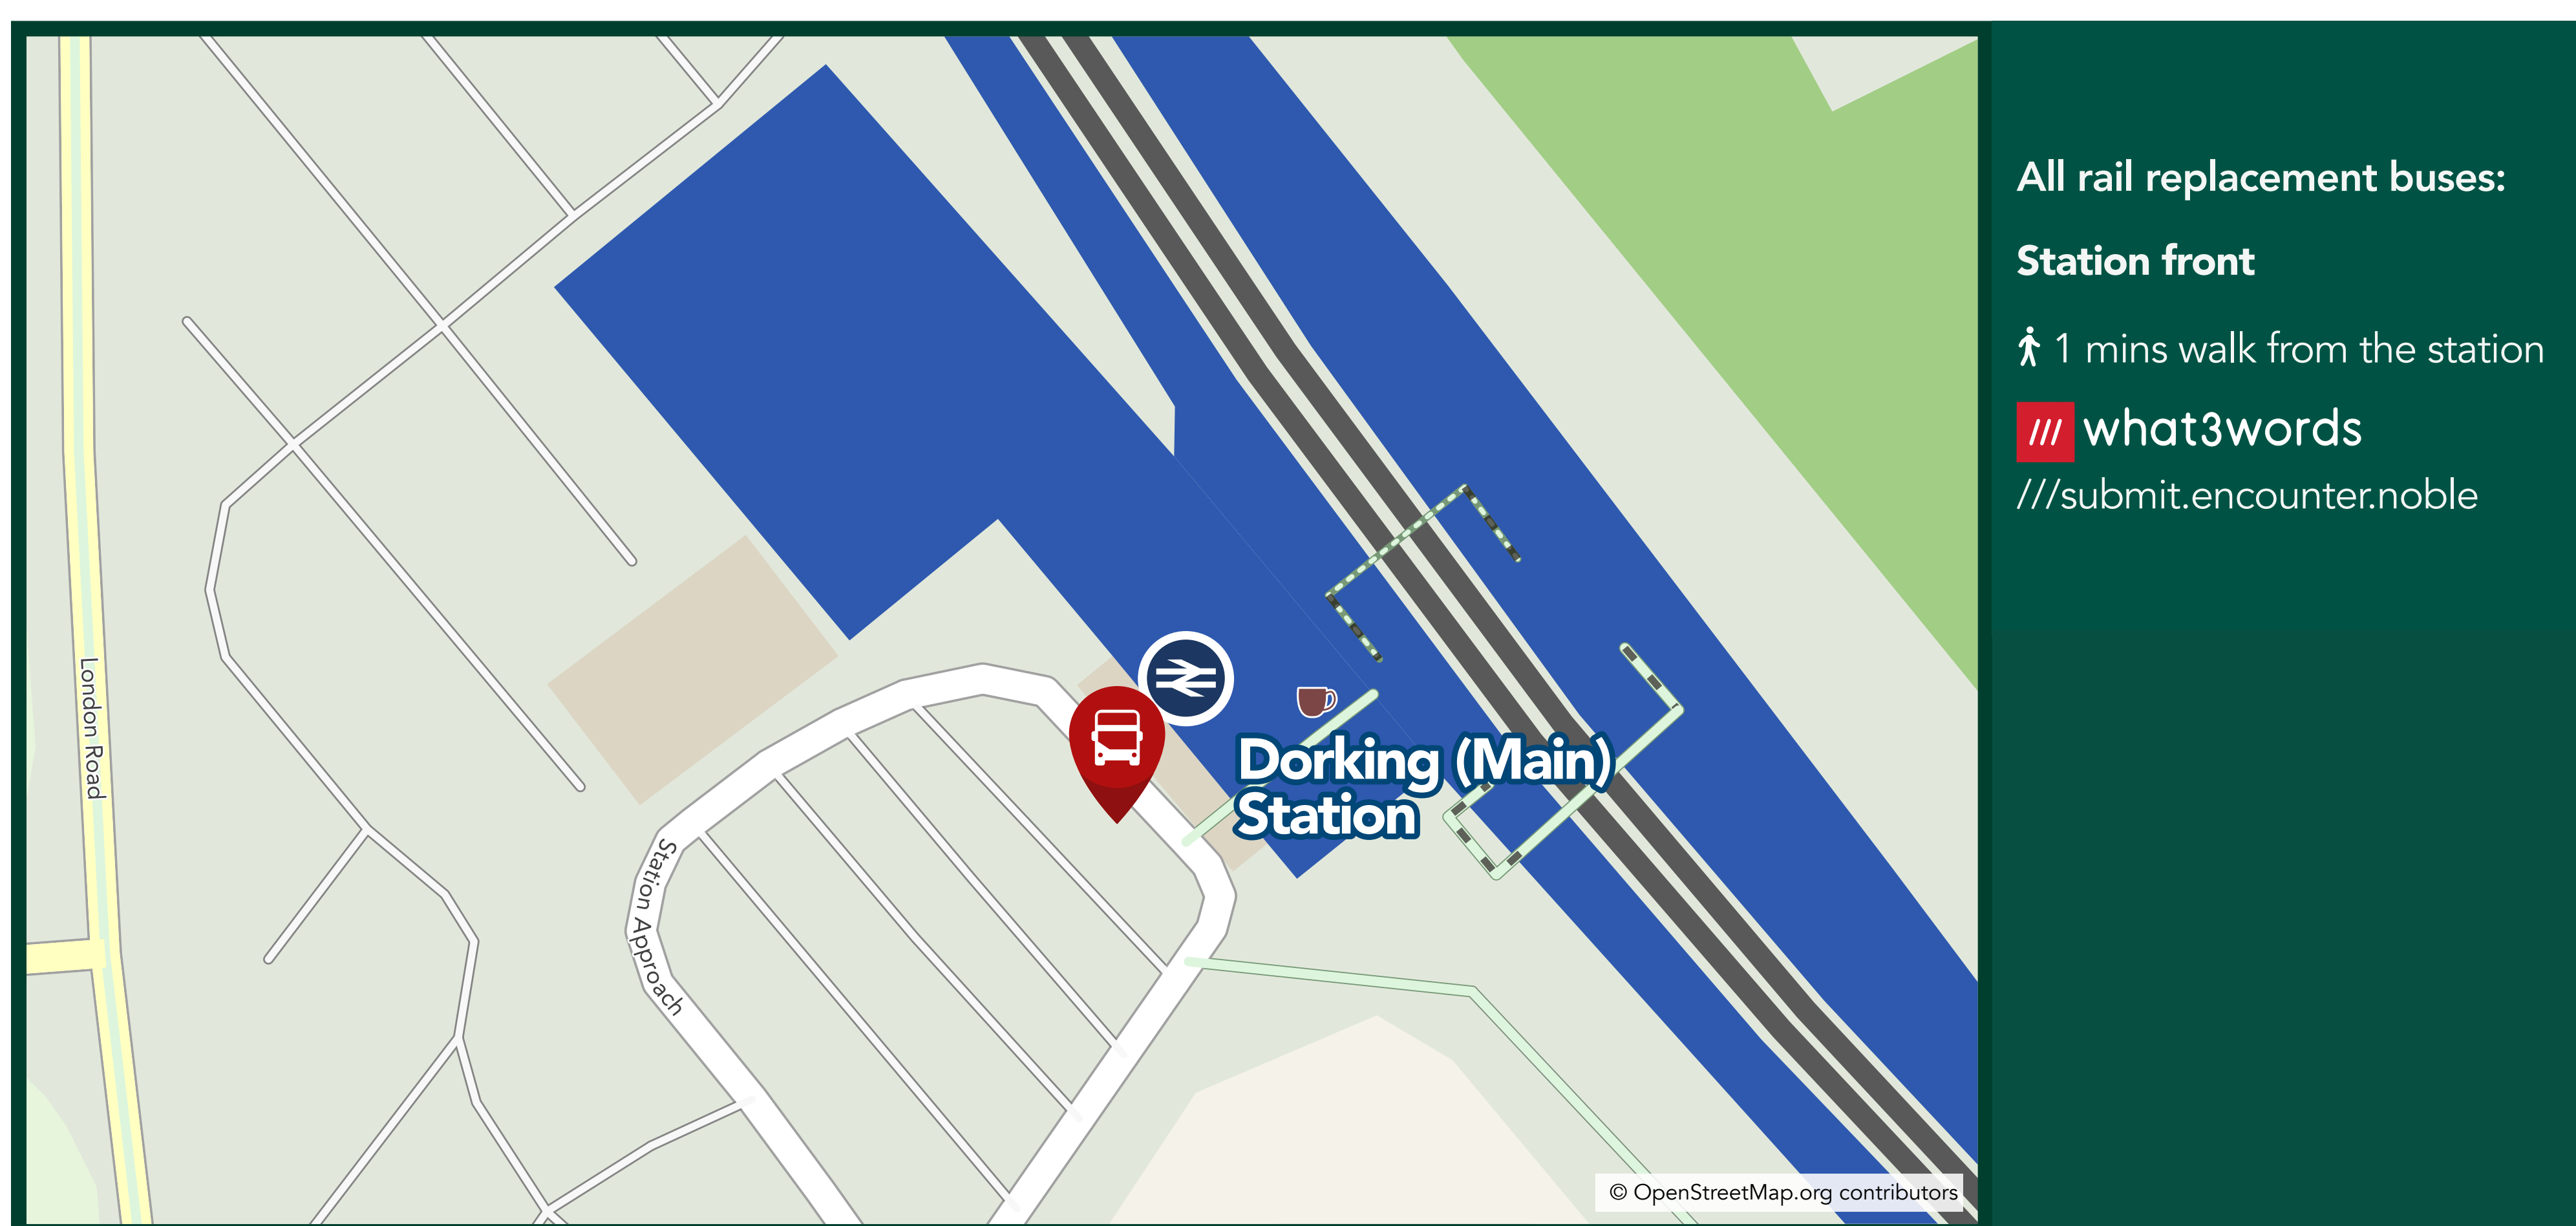 All rail replacement buses:
Station front
1 mins walk from the station
what3words
///submit.encounter.noble
London Road
Station Approach
Dorking (Main)
Station
© OpenStreetMap.org contributors